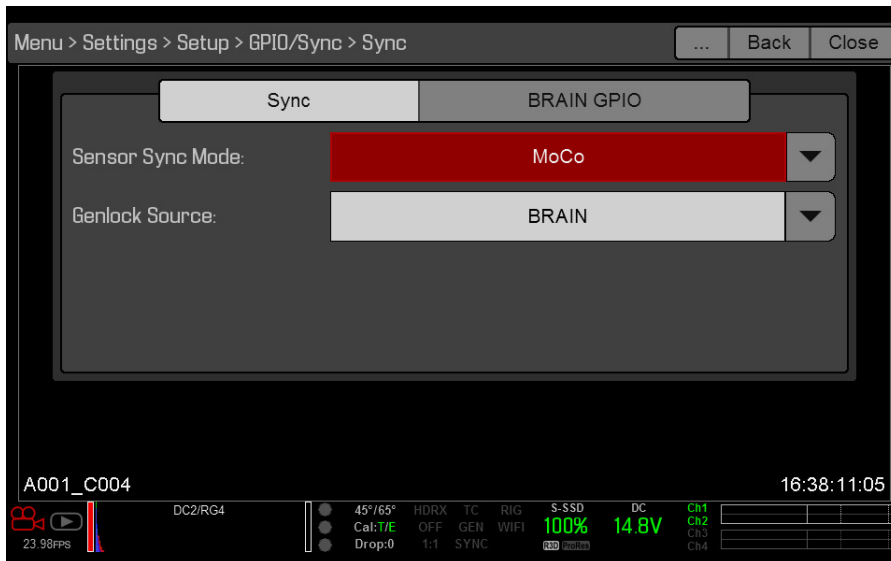 Menu > Settings > Setup > GPIO/Sync > Sync ... Back Close
Sync BRAIN GPIO
Sensor Sync Mode: MoCo
Genlock Source: BRAIN
A001_C004 16:38:11:05
DC2/RG4 45°/65° HDRX TC RIG S-SSD DC Ch1
Cal:T/E OFF GEN WIFI 100% 14.8V Ch2
23.98FPS Drop:0 1:1 SYNC R3D ProRes Ch3
Ch4